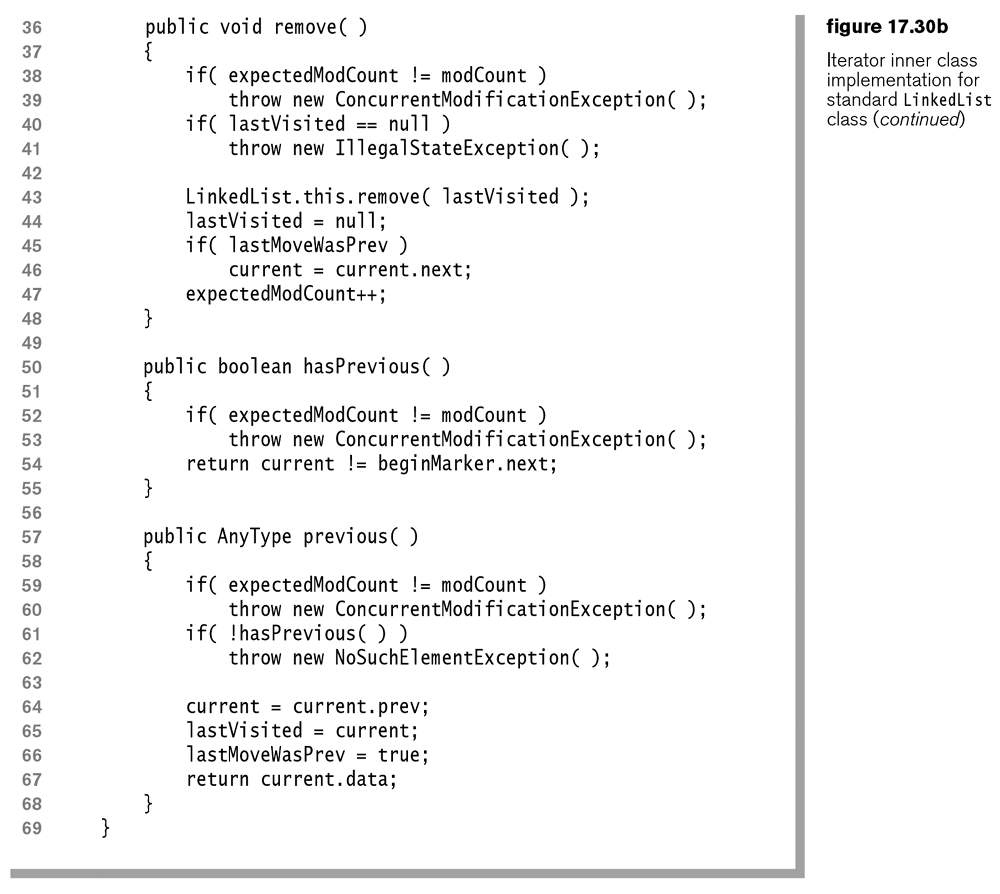 36 public void remove( )
37 {
38 if( expectedModCount != modCount )
39 throw new ConcurrentModificationException( );
40 if( lastVisited == null )
41 throw new IllegalStateException( );
42
43 LinkedList.this.remove( lastVisited );
44 lastVisited = null;
45 if( lastMoveWasPrev )
46 current = current.next;
47 expectedModCount++;
48 }
49
50 public boolean hasPrevious( )
51 {
52 if( expectedModCount != modCount )
53 throw new ConcurrentModificationException( );
54 return current != beginMarker.next;
55 }
56
57 public AnyType previous( )
58 {
59 if( expectedModCount != modCount )
60 throw new ConcurrentModificationException( );
61 if( !hasPrevious( ) )
62 throw new NoSuchElementException( );
63
64 current = current.prev;
65 lastVisited = current;
66 lastMoveWasPrev = true;
67 return current.data;
68 }
69 }
figure 17.30b
Iterator inner class
implementation for
standard LinkedList
class (continued)